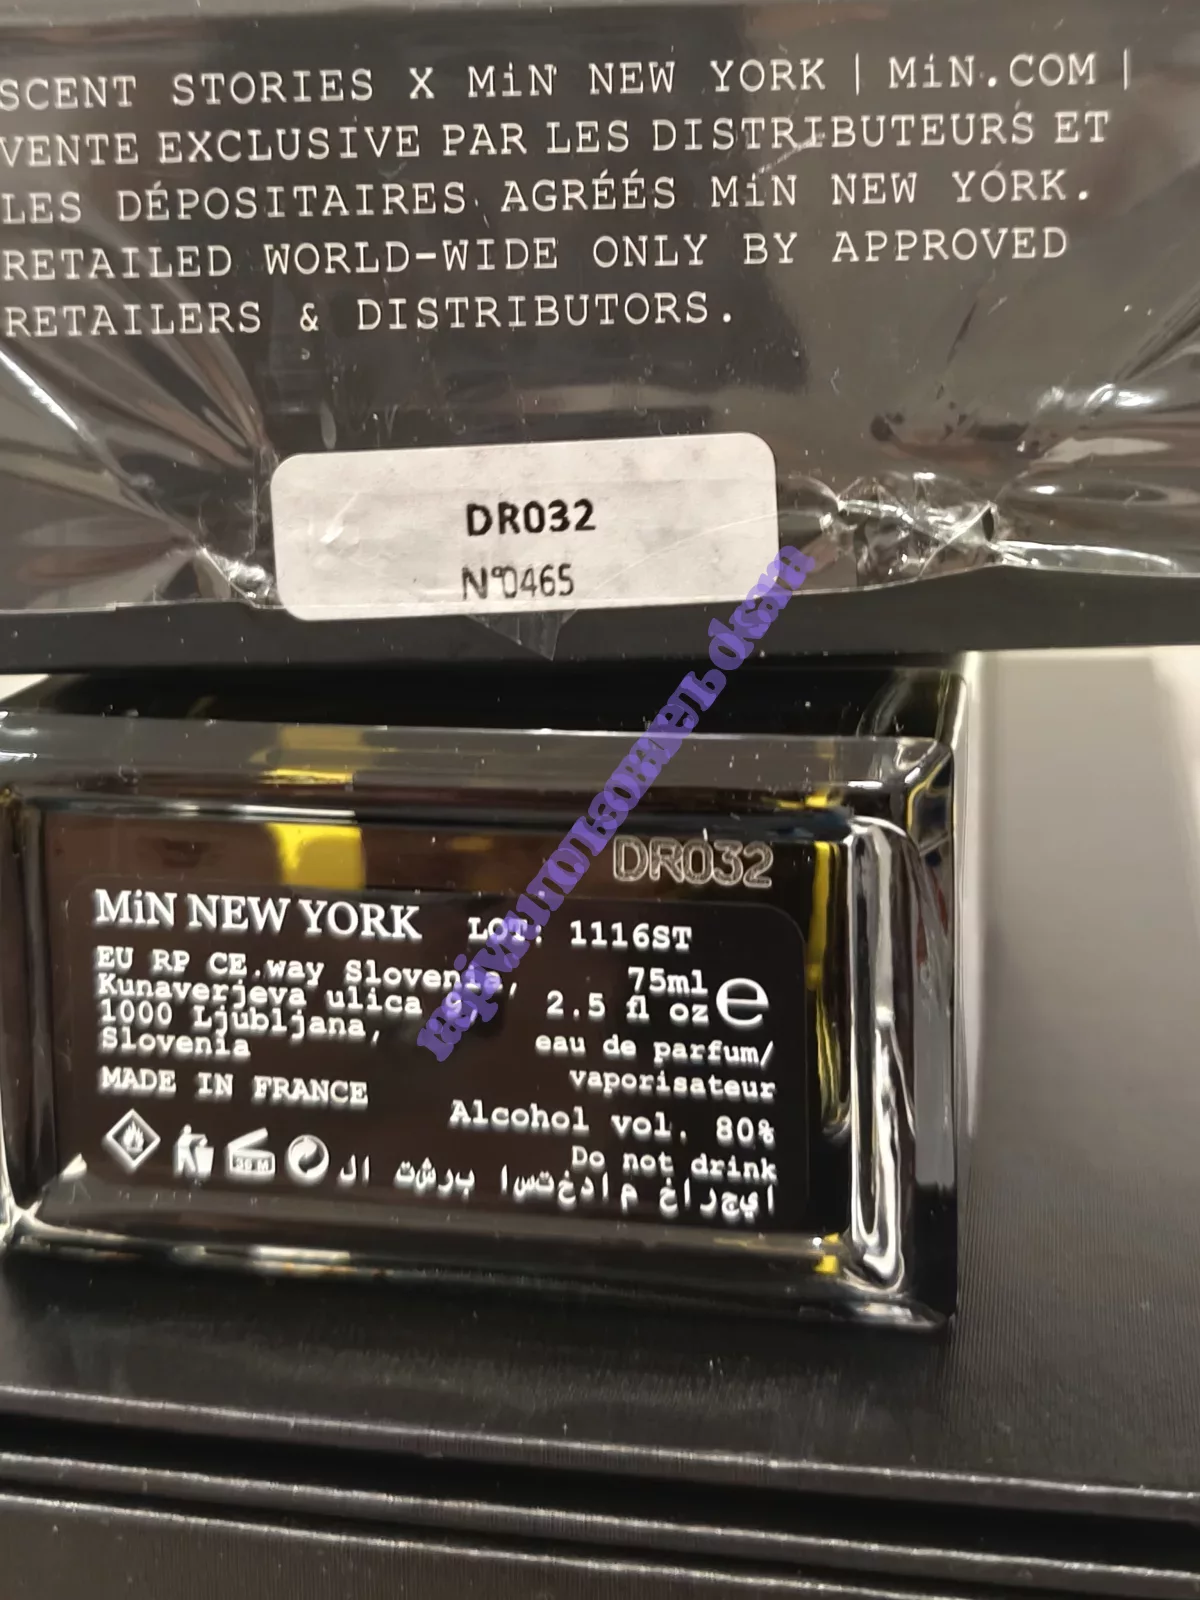 SCENT STORIES X MiN NEW YORK | MiN.COM |
VENTE EXCLUSIVE PAR LES DISTRIBUTEURS ET
LES DÉPOSITAIRES AGRÉÉS MiN NEW YORK.
RETAILED WORLD-WIDE ONLY BY APPROVED
RETAILERS & DISTRIBUTORS.
DR032
N°0465
DR032
MiN NEW YORK LOT: 1116ST
EU RP CE.way Slovenia,
Kunaverjeva ulica 9,
1000 Ljubljana,
Slovenia
MADE IN FRANCE
75ml e
2.5 fl oz
eau de parfum/
vaporisateur
Alcohol vol. 80%
Do not drink
36 M